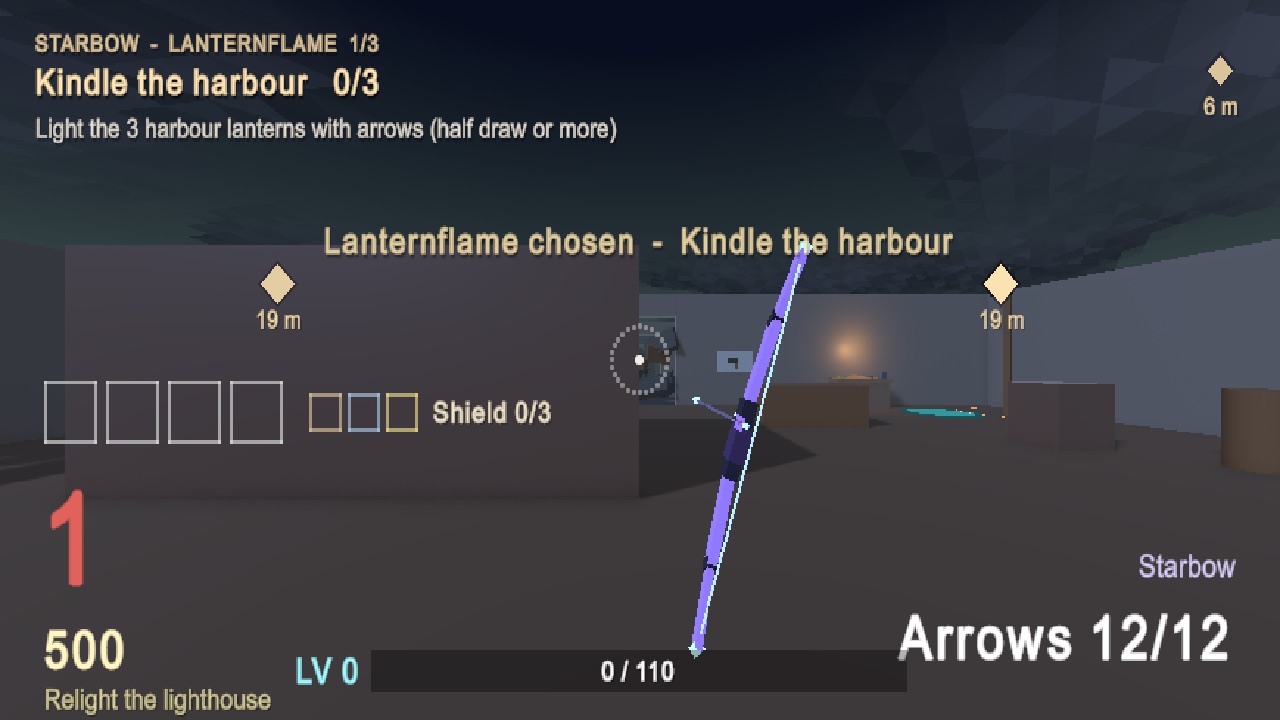 STARBOW - LANTERNFLAME 1/3
Kindle the harbour 0/3
Light the 3 harbour lanterns with arrows (half draw or more)
6 m
Lanternflame chosen - Kindle the harbour
19 m
19 m
Shield 0/3
1
Starbow
Arrows 12/12
500
LV 0
0 / 110
Relight the lighthouse